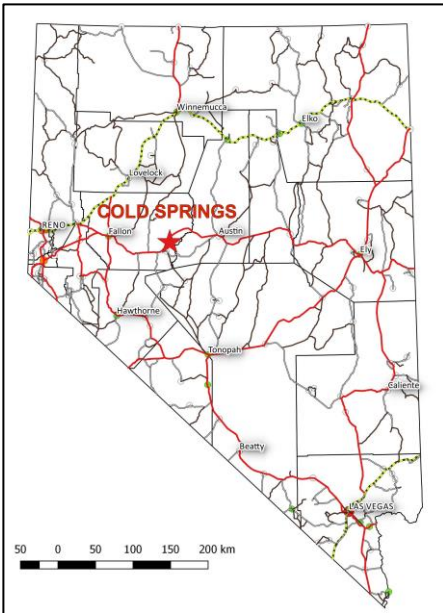 Winnemucca
Elko
Lovelock
COLD SPRINGS
RENO
Fallon
Austin
Ely
Hawthorne
Tonopah
Caliente
Beatty
LAS VEGAS
50 0 50 100 150 200 km